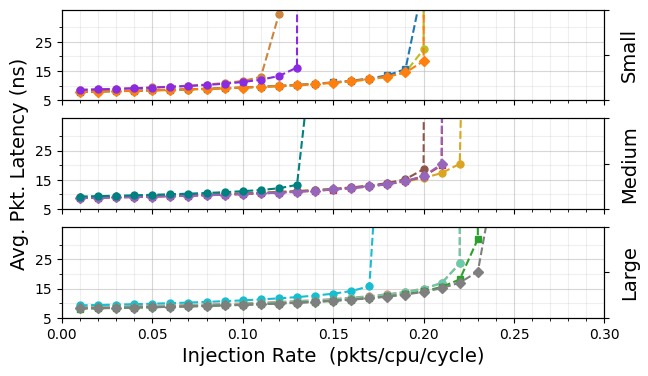 Avg. Pkt. Latency (ns)
25
15
5
Small
25
15
5
Medium
25
15
5
Large
0.00 0.05 0.10 0.15 0.20 0.25 0.30
Injection Rate (pkts/cpu/cycle)